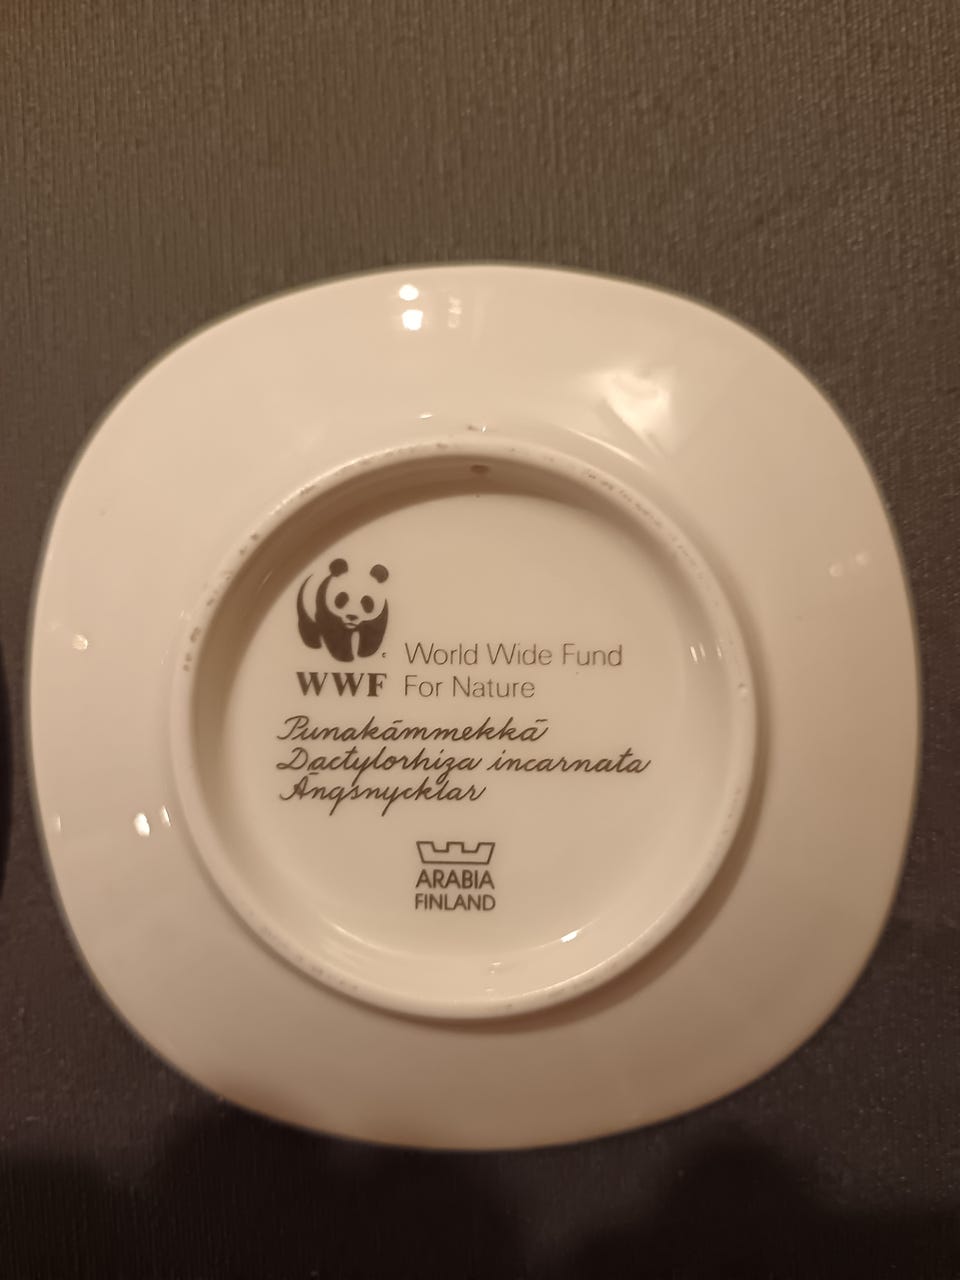 WWF World Wide Fund
For Nature
Punakämmekkä
Dactylorhiza incarnata
Ängsnycklar
ARABIA
FINLAND